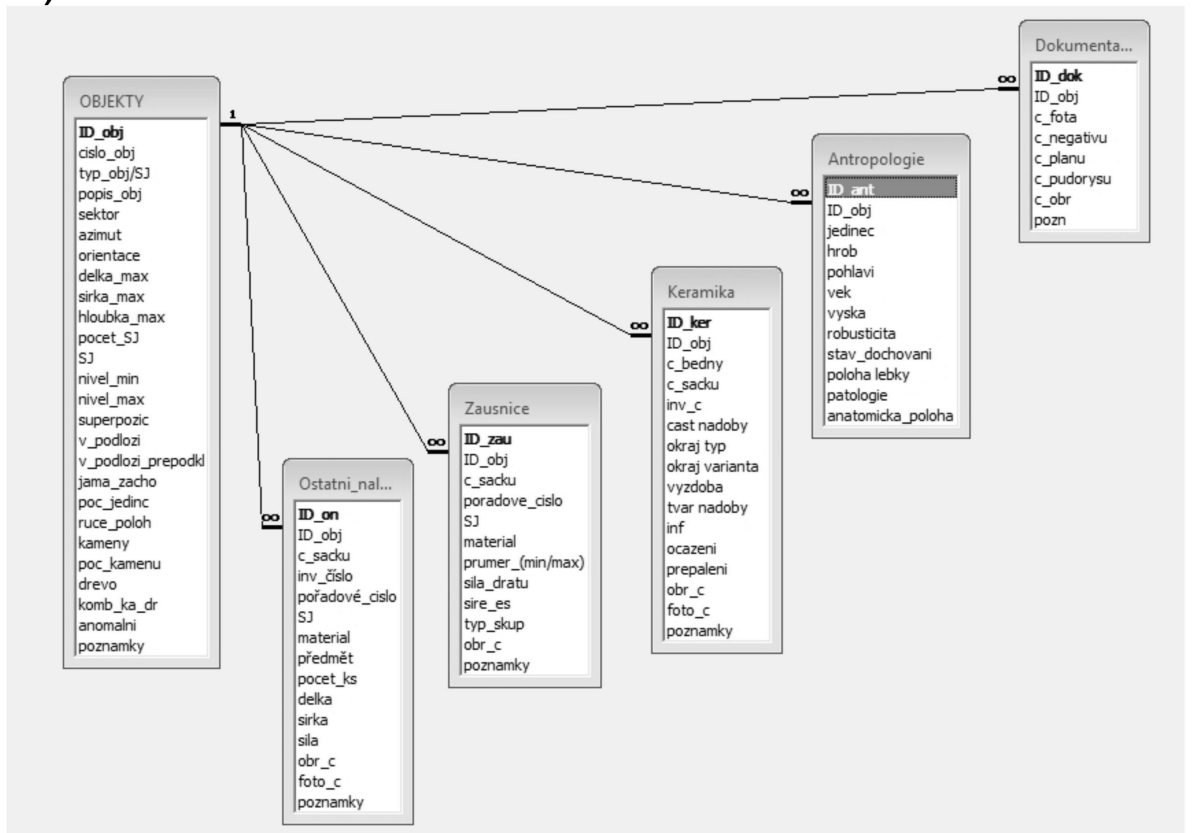 OBJEKTY
ID_obj
cislo_obj
typ_obj/SJ
popis_obj
sektor
azimut
orientace
delka_max
sirka_max
hloubka_max
pocet_SJ
SJ
nivel_min
nivel_max
superpozic
v_podlozi
v_podlozi_prepodkl
jama_zacho
poc_jedinc
ruce_poloh
kameny
poc_kamenu
drevo
komb_ka_dr
anomalni
poznamky
1
∞
Ostatni_nal...
ID_on
ID_obj
c_sacku
inv_číslo
pořadové_cislo
SJ
material
předmět
pocet_ks
delka
sirka
sila
obr_c
foto_c
poznamky
∞
Zausnice
ID_zau
ID_obj
c_sacku
poradove_cislo
SJ
material
prumer_(min/max)
sila_dratu
sire_es
typ_skup
obr_c
poznamky
∞
Keramika
ID_ker
ID_obj
c_bedny
c_sacku
inv_c
cast nadoby
okraj typ
okraj varianta
vyzdoba
tvar nadoby
inf
ocazeni
prepaleni
obr_c
foto_c
poznamky
∞
Antropologie
ID_ant
ID_obj
jedinec
hrob
pohlavi
vek
vyska
robusticita
stav_dochovani
poloha lebky
patologie
anatomicka_poloha
∞
Dokumenta...
ID_dok
ID_obj
c_fota
c_negativu
c_planu
c_pudorysu
c_obr
pozn